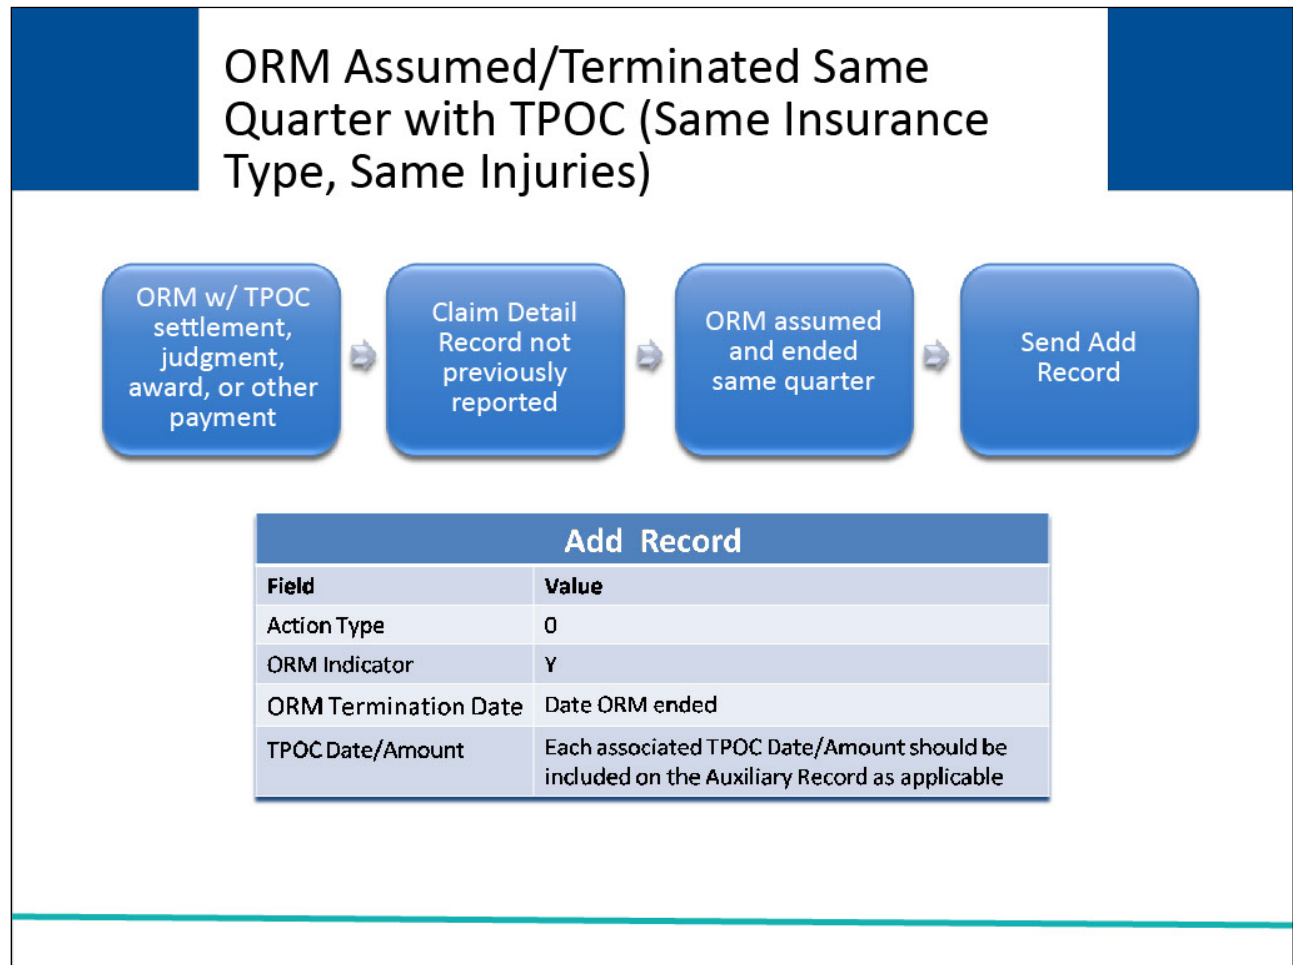 ORM Assumed/Terminated Same
Quarter with TPOC (Same Insurance
Type, Same Injuries)
ORM w/ TPOC
settlement,
judgment,
award, or other
payment
Claim Detail
Record not
previously
reported
ORM assumed
and ended
same quarter
Send Add
Record
Add Record
Field Value
Action Type 0
ORM Indicator Y
ORM Termination Date Date ORM ended
TPOC Date/Amount Each associated TPOC Date/Amount should be
included on the Auxiliary Record as applicable